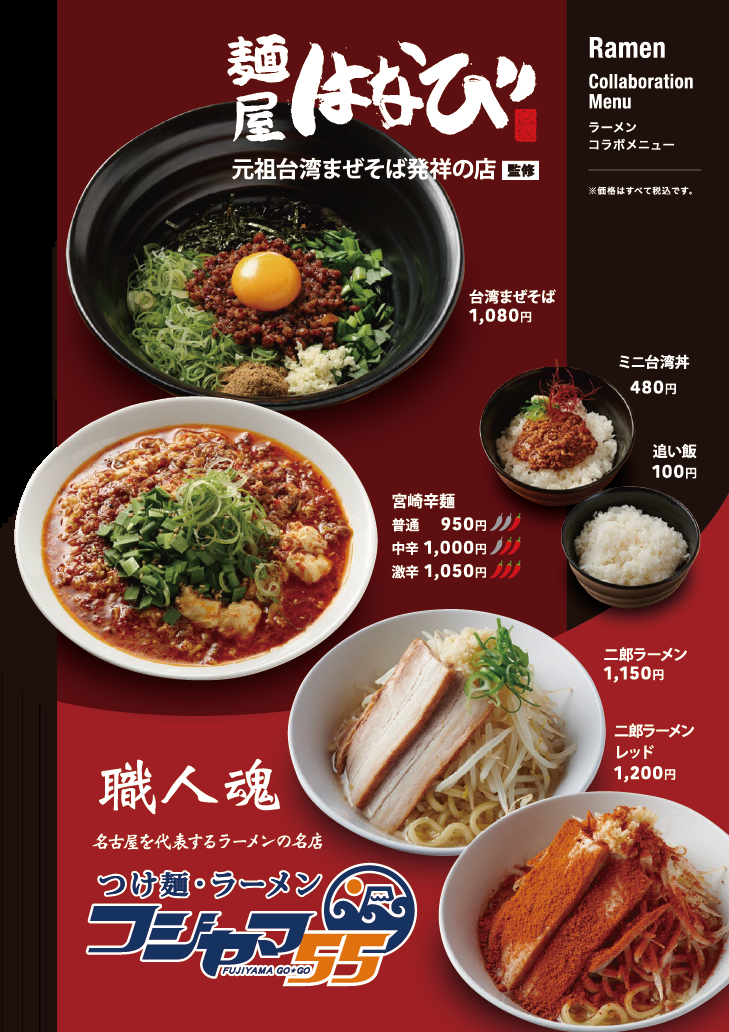 麺屋はなび
元祖台湾まぜそば発祥の店 監修
Ramen
Collaboration
Menu
ラーメン
コラボメニュー
※価格はすべて税込です。
台湾まぜそば
1,080円
ミニ台湾丼
480円
追い飯
100円
宮崎辛麺
普通 950円
中辛 1,000円
激辛 1,050円
二郎ラーメン
1,150円
二郎ラーメン
レッド
1,200円
職人魂
名古屋を代表するラーメンの名店
つけ麺・ラーメン
フジヤマ55
FUJIYAMA GO★GO